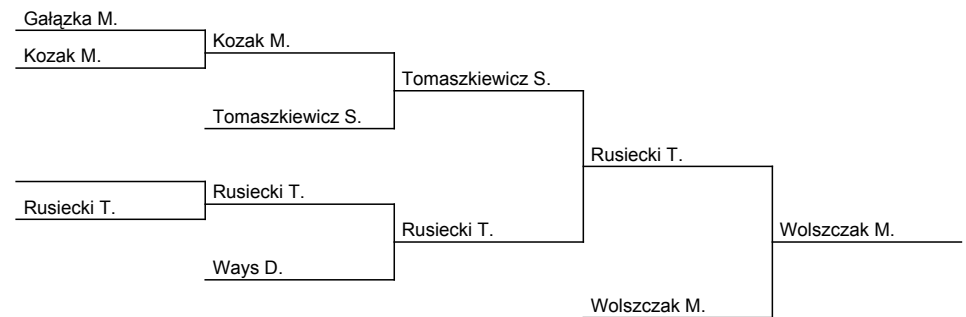 Gałązka M.
Kozak M.
Kozak M.
Tomaszkiewicz S.
Tomaszkiewicz S.
Rusiecki T.
Rusiecki T.
Rusiecki T.
Rusiecki T.
Wolszczak M.
Ways D.
Wolszczak M.